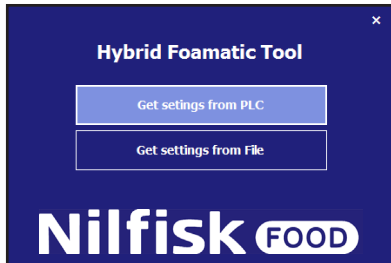 ×
Hybrid Foamatic Tool
Get setings from PLC
Get settings from File
Nilfisk FOOD